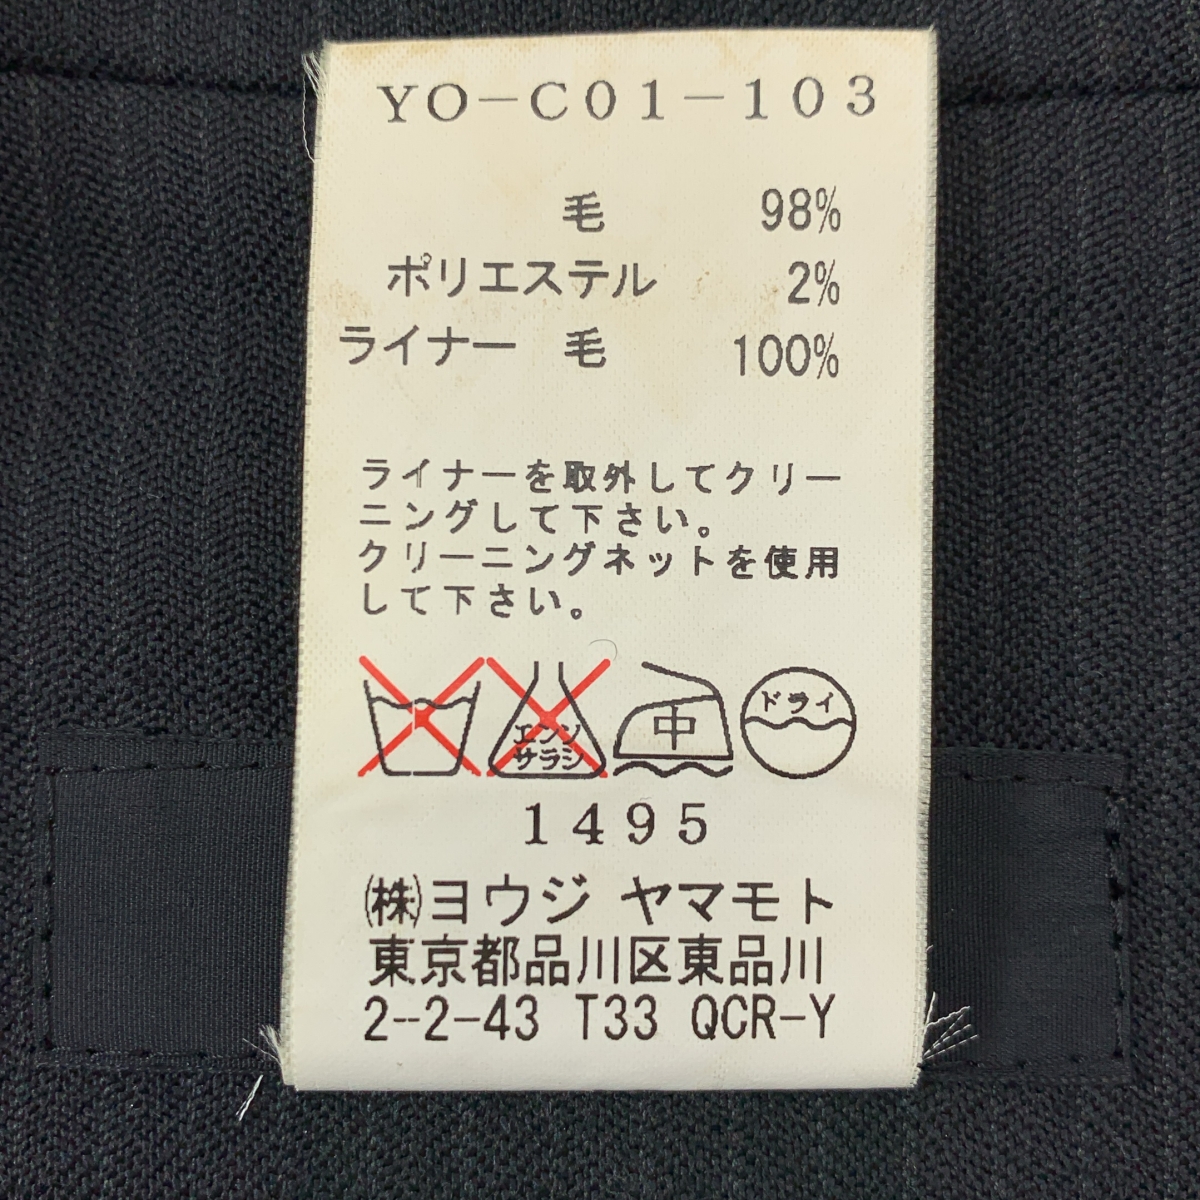 YO-C01-103
毛 98%
ポリエステル 2%
ライナー 毛 100%
ライナーを取外してクリー
ニングして下さい。
クリーニングネットを使用
して下さい。
エンソ
サラシ
中
ドライ
1495
㈱ヨウジ ヤマモト
東京都品川区東品川
2-2-43 T33 QCR-Y